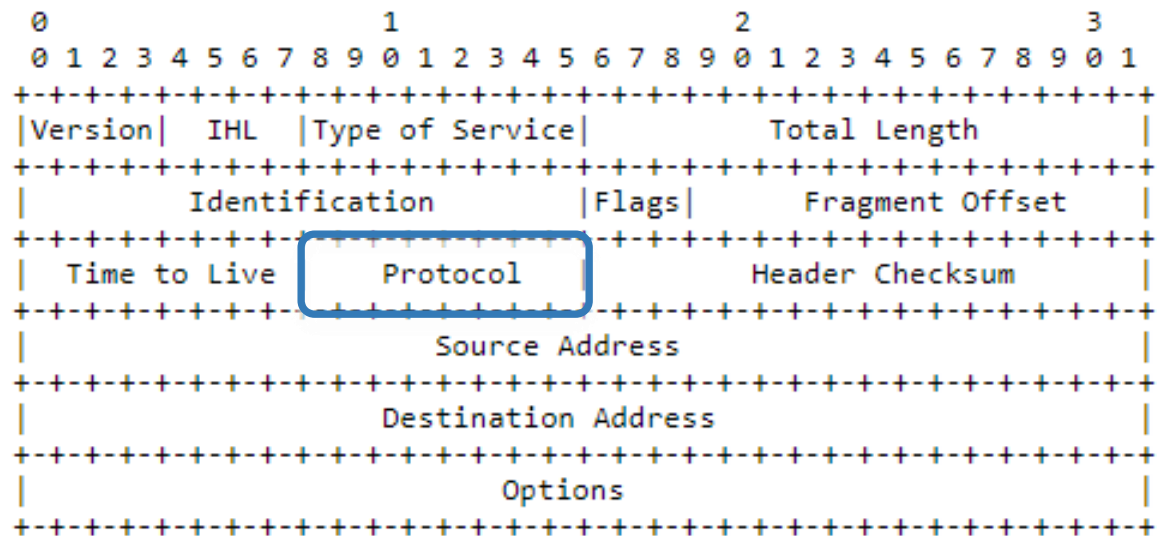 0                   1                   2                   3
 0 1 2 3 4 5 6 7 8 9 0 1 2 3 4 5 6 7 8 9 0 1 2 3 4 5 6 7 8 9 0 1
+-+-+-+-+-+-+-+-+-+-+-+-+-+-+-+-+-+-+-+-+-+-+-+-+-+-+-+-+-+-+-+-+
|Version|  IHL  |Type of Service|          Total Length         |
+-+-+-+-+-+-+-+-+-+-+-+-+-+-+-+-+-+-+-+-+-+-+-+-+-+-+-+-+-+-+-+-+
|         Identification        |Flags|      Fragment Offset    |
+-+-+-+-+-+-+-+-+-+-+-+-+-+-+-+-+-+-+-+-+-+-+-+-+-+-+-+-+-+-+-+-+
|  Time to Live |    Protocol   |         Header Checksum       |
+-+-+-+-+-+-+-+-+-+-+-+-+-+-+-+-+-+-+-+-+-+-+-+-+-+-+-+-+-+-+-+-+
|                       Source Address                          |
+-+-+-+-+-+-+-+-+-+-+-+-+-+-+-+-+-+-+-+-+-+-+-+-+-+-+-+-+-+-+-+-+
|                    Destination Address                        |
+-+-+-+-+-+-+-+-+-+-+-+-+-+-+-+-+-+-+-+-+-+-+-+-+-+-+-+-+-+-+-+-+
|                           Options                             |
+-+-+-+-+-+-+-+-+-+-+-+-+-+-+-+-+-+-+-+-+-+-+-+-+-+-+-+-+-+-+-+-+